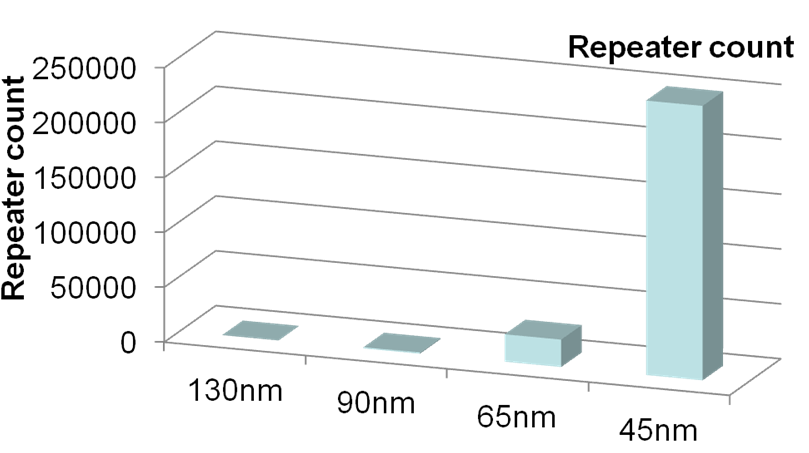 Repeater count
Repeater count
250000
200000
150000
100000
50000
0
130nm
90nm
65nm
45nm